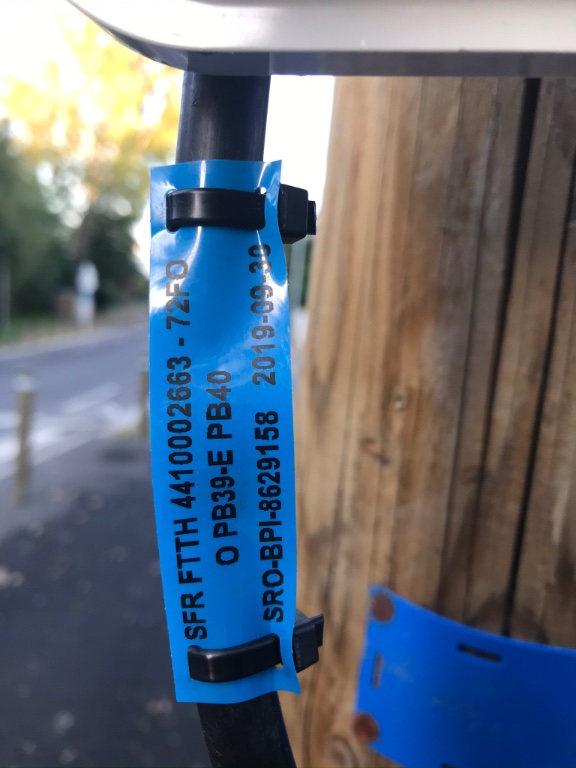 SFR FTTH 4410002663 - 72FO
O PB39-E PB40
SRO-BPI-8629158 2019-09-30